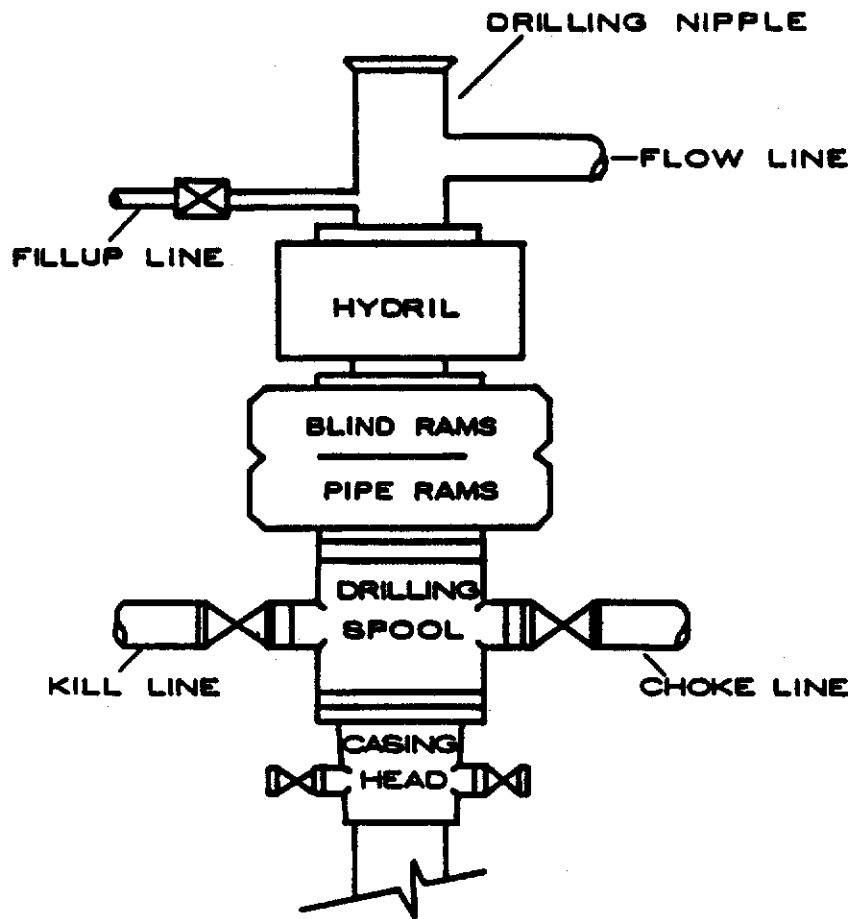 DRILLING NIPPLE
FLOW LINE
FILLUP LINE
HYDRIL
BLIND RAMS
PIPE RAMS
DRILLING
SPOOL
KILL LINE
CHOKE LINE
CASING
HEAD